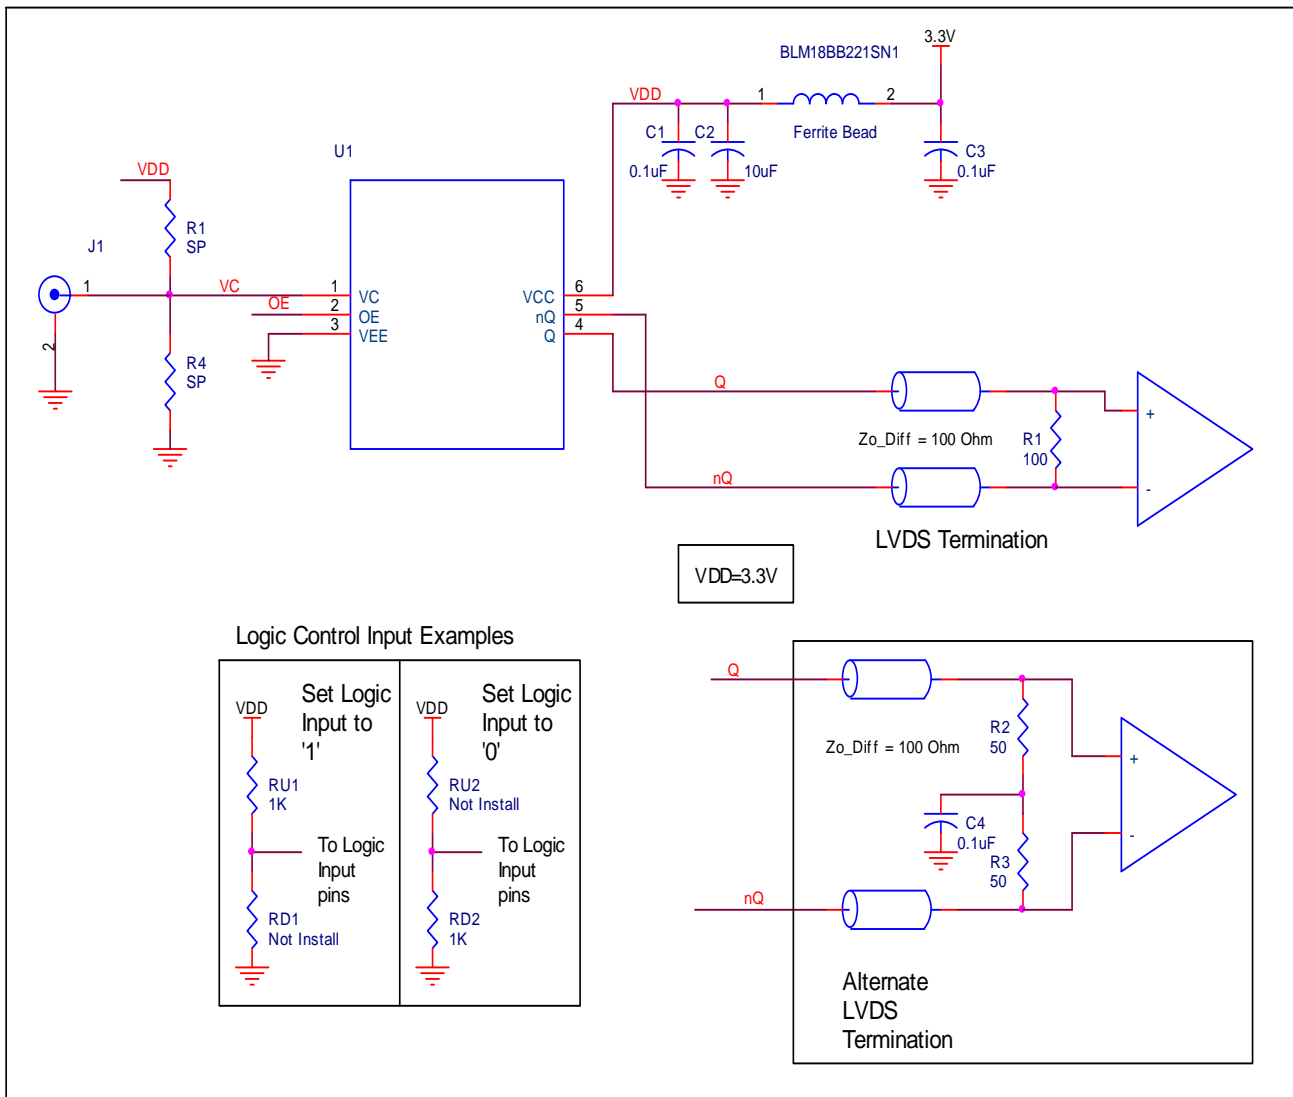 3.3V
BLM18BB221SN1
VDD
1
2
C1
C2
Ferrite Bead
0.1uF
10uF
C3
0.1uF
U1
VDD
R1
SP
J1
1
2
VC
OE
1
2
3
VC
OE
VEE
VCC
nQ
Q
6
5
4
R4
SP
Q
nQ
Zo_Diff = 100 Ohm
R1
100
+
-
LVDS Termination
VDD=3.3V
Logic Control Input Examples
VDD
Set Logic
Input to
'1'
RU1
1K
To Logic
Input
pins
RD1
Not Install
VDD
Set Logic
Input to
'0'
RU2
Not Install
To Logic
Input
pins
RD2
1K
Q
Zo_Diff = 100 Ohm
R2
50
C4
0.1uF
R3
50
+
-
nQ
Alternate
LVDS
Termination